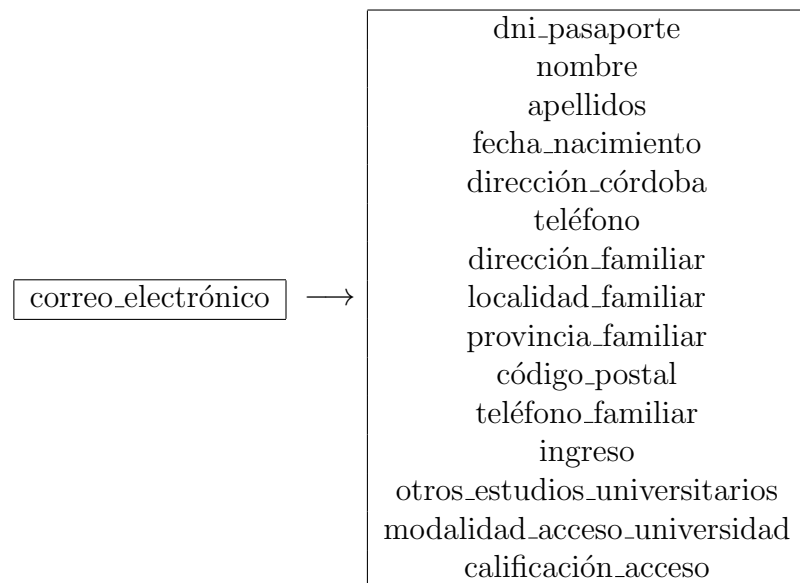 correo_electrónico ⟶
dni_pasaporte
nombre
apellidos
fecha_nacimiento
dirección_córdoba
teléfono
dirección_familiar
localidad_familiar
provincia_familiar
código_postal
teléfono_familiar
ingreso
otros_estudios_universitarios
modalidad_acceso_universidad
calificación_acceso